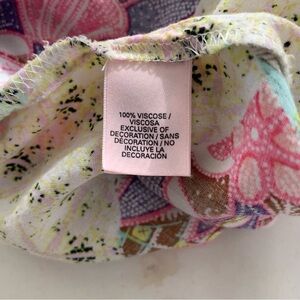 100% VISCOSE /
VISCOSA
EXCLUSIVE OF
DECORATION / SANS
DÉCORATION / NO
INCLUYE LA
DECORACIÓN